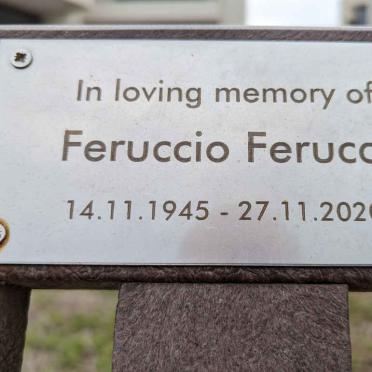 In loving memory of
Feruccio Ferucc
14.11.1945 - 27.11.2020